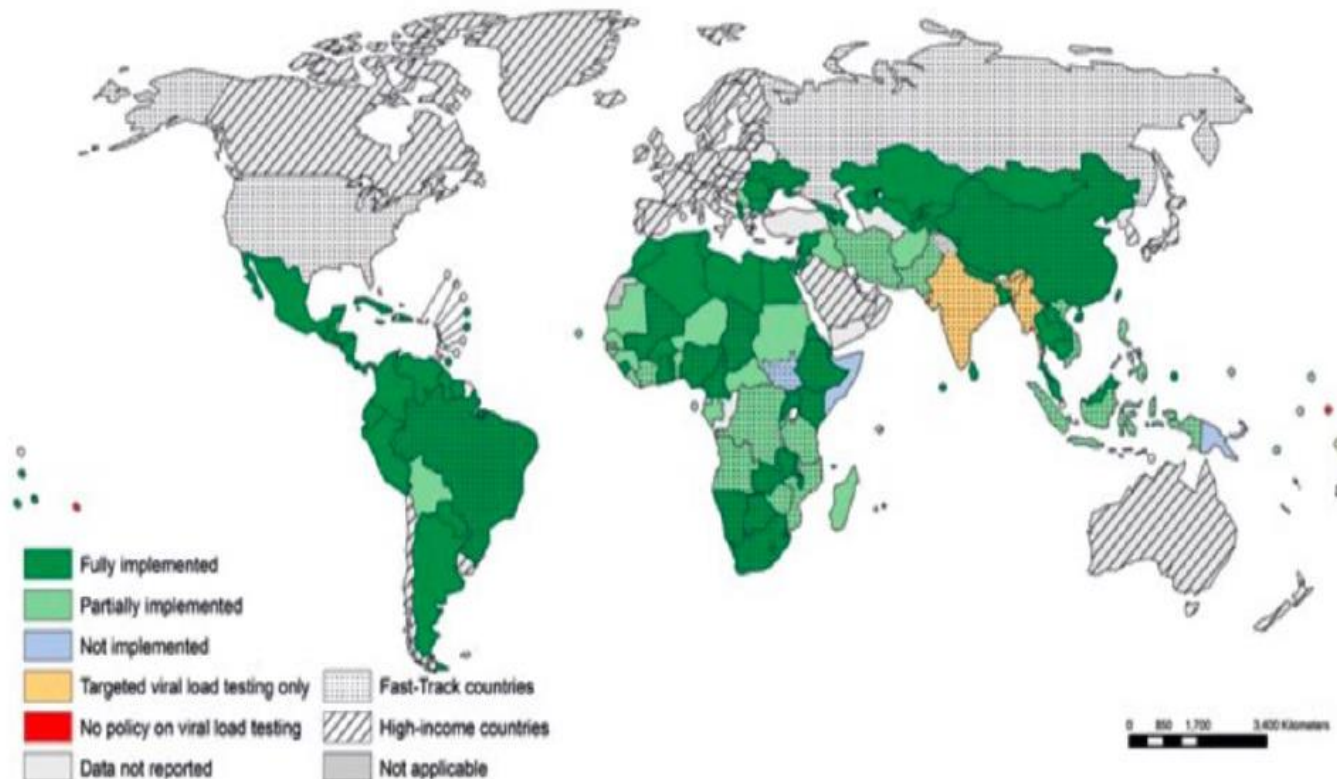 Fully implemented
Partially implemented
Not implemented
Targeted viral load testing only
No policy on viral load testing
Data not reported
Fast-Track countries
High-income countries
Not applicable
0 850 1,700 3,400 Kilometers